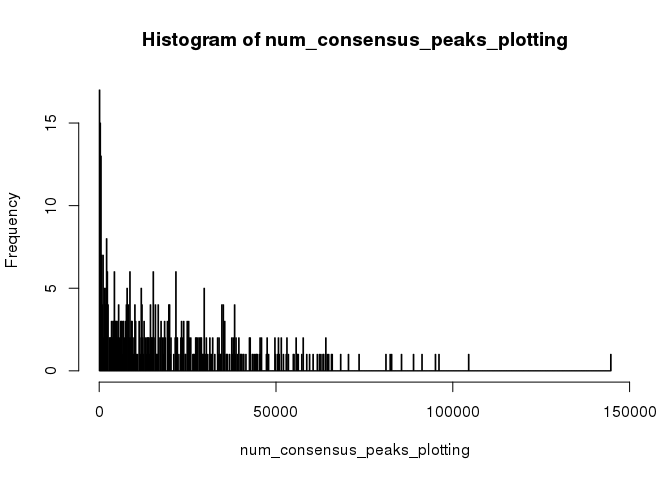 Histogram of num_consensus_peaks_plotting
Frequency
15
10
5
0
0 50000 100000 150000
num_consensus_peaks_plotting